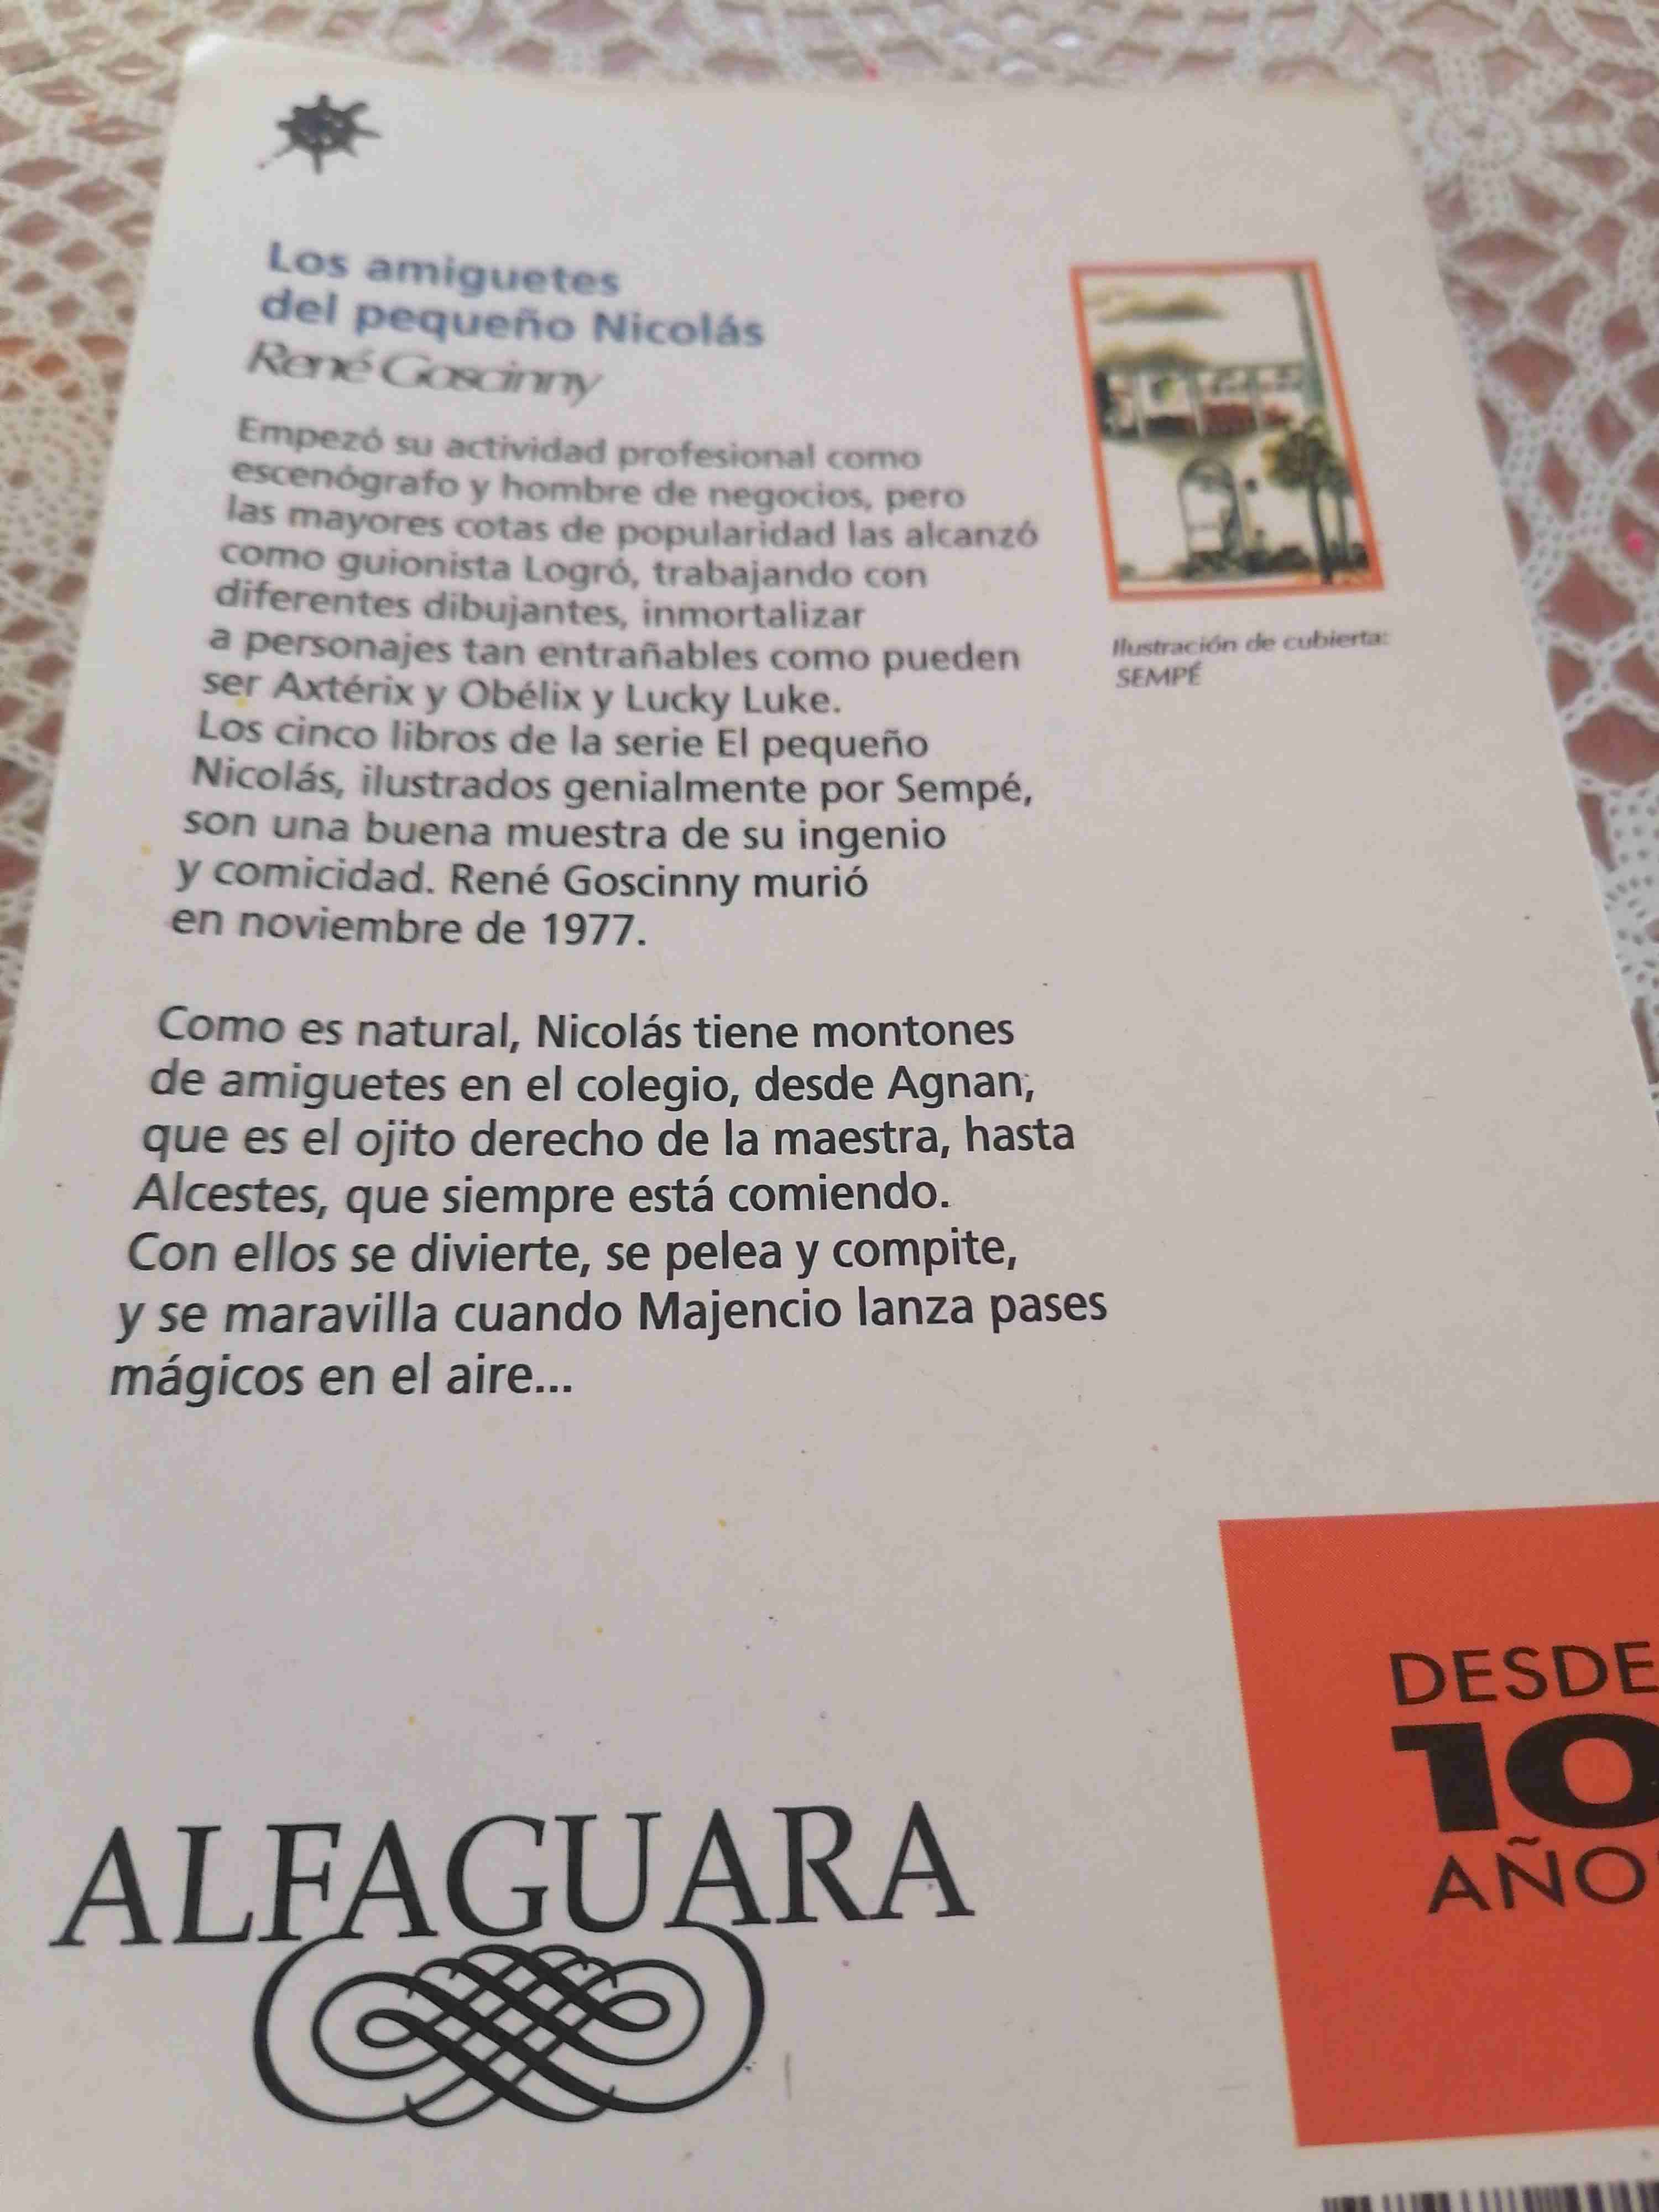 Los amiguetes
del pequeño Nicolás
René Goscinny
Empezó su actividad profesional como
escenógrafo y hombre de negocios, pero
las mayores cotas de popularidad las alcanzó
como guionista Logró, trabajando con
diferentes dibujantes, inmortalizar
a personajes tan entrañables como pueden
ser Axtérix y Obélix y Lucky Luke.
Los cinco libros de la serie El pequeño
Nicolás, ilustrados genialmente por Sempé,
son una buena muestra de su ingenio
y comicidad. René Goscinny murió
en noviembre de 1977.
Ilustración de cubierta:
SEMPÉ
Como es natural, Nicolás tiene montones
de amiguetes en el colegio, desde Agnan,
que es el ojito derecho de la maestra, hasta
Alcestes, que siempre está comiendo.
Con ellos se divierte, se pelea y compite,
y se maravilla cuando Majencio lanza pases
mágicos en el aire...
DESDE
10
AÑO
ALFAGUARA